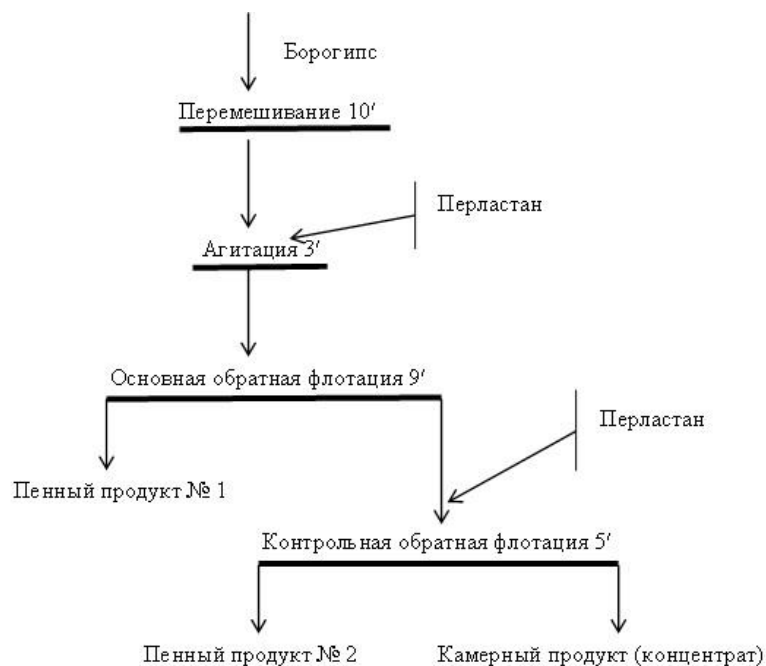 Борогипс
Перемешивание 10′
Перластан
Агитация 3′
Основная обратная флотация 9′
Перластан
Пенный продукт № 1
Контрольная обратная флотация 5′
Пенный продукт № 2
Камерный продукт (концентрат)